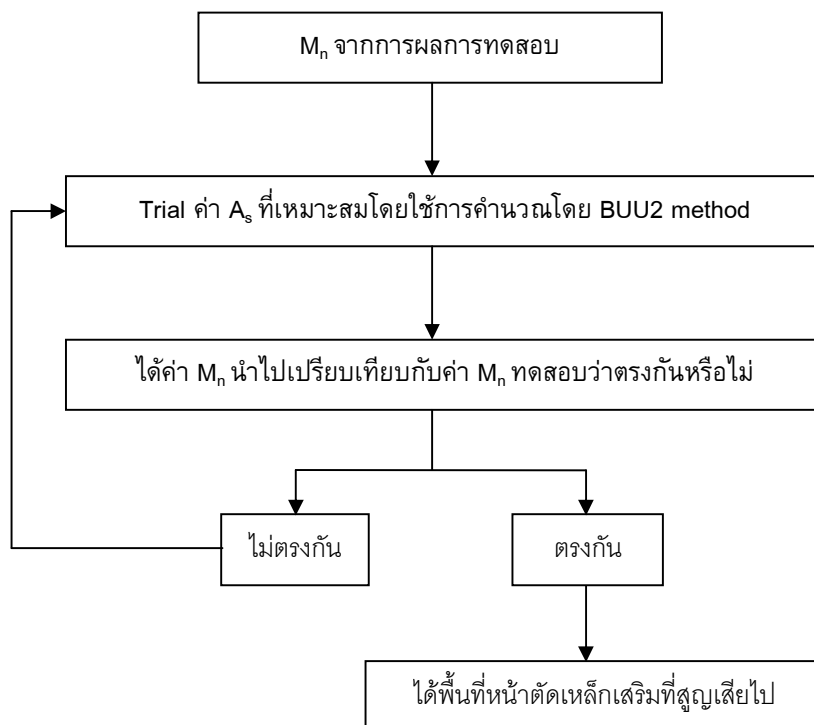 Mn จากการผลการทดสอบ
Trial ค่า As ที่เหมาะสมโดยใช้การคำนวณโดย BUU2 method
ได้ค่า Mn นำไปเปรียบเทียบกับค่า Mn ทดสอบว่าตรงกันหรือไม่
ไม่ตรงกัน
ตรงกัน
ได้พื้นที่หน้าตัดเหล็กเสริมที่สูญเสียไป